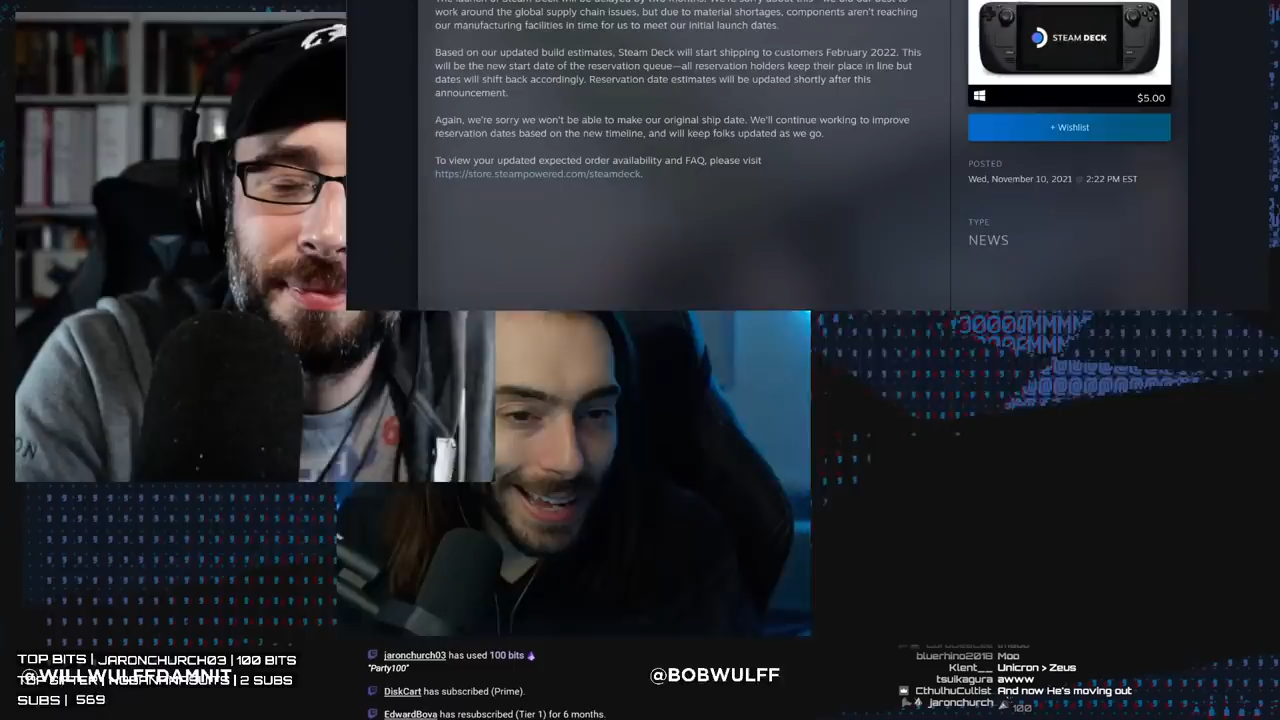 work around the global supply chain issues, but due to material shortages, components aren't reaching
our manufacturing facilities in time for us to meet our initial launch dates.
Based on our updated build estimates, Steam Deck will start shipping to customers February 2022. This
will be the new start date of the reservation queue—all reservation holders keep their place in line but
dates will shift back accordingly. Reservation date estimates will be updated shortly after this
announcement.
Again, we're sorry we won't be able to make our original ship date. We'll continue working to improve
reservation dates based on the new timeline, and will keep folks updated as we go.
To view your updated expected order availability and FAQ, please visit
https://store.steampowered.com/steamdeck.
STEAM DECK
$5.00
+ Wishlist
POSTED
Wed, November 10, 2021 @ 2:22 PM EST
TYPE
NEWS
TOP BITS | JARONCHURCH03 | 100 BITS
@WILLWULFFDAMNIT
2 SUBS
SUBS | 569
jaronchurch03 has used 100 bits
"Party100"
DiskCart has subscribed (Prime).
EdwardBova has resubscribed (Tier 1) for 6 months.
@BOBWULFF
bluerhino2018 Moo
Klent__ Unicron > Zeus
tsuikagura awww
CthulhuCultist And now He's moving out
jaronchurch 100